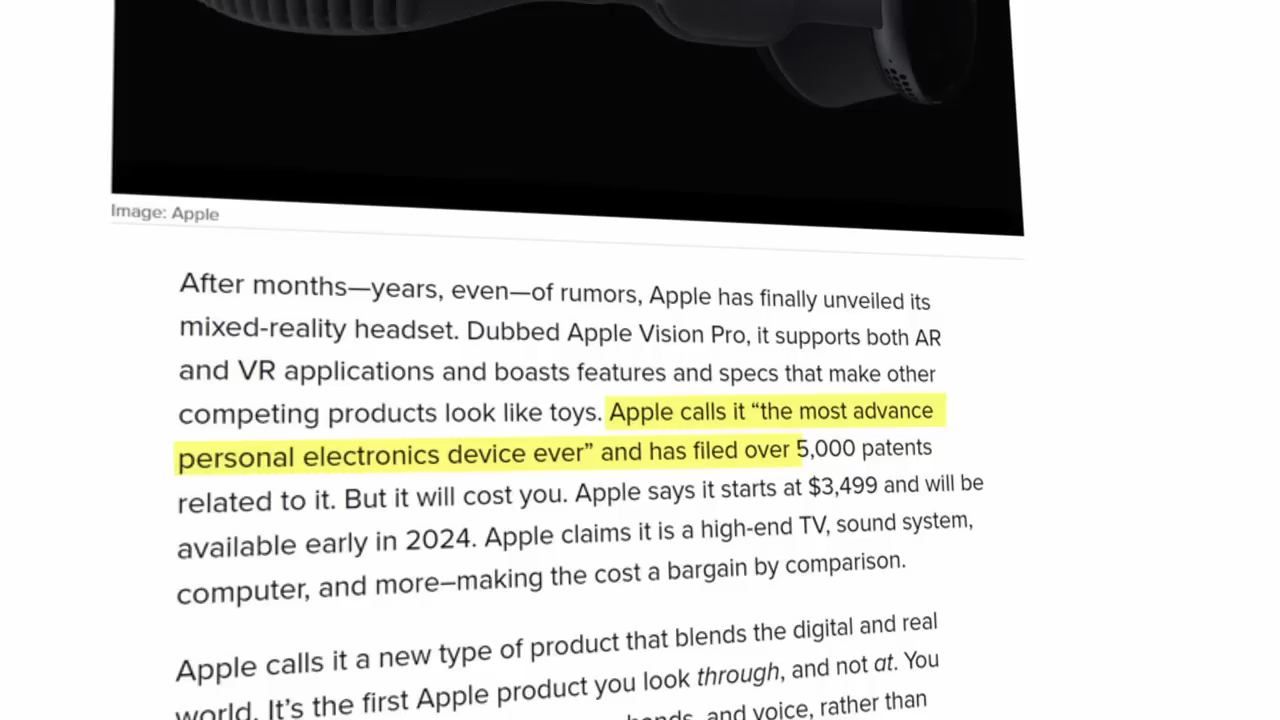 Image: Apple
After months—years, even—of rumors, Apple has finally unveiled its
mixed-reality headset. Dubbed Apple Vision Pro, it supports both AR
and VR applications and boasts features and specs that make other
competing products look like toys. Apple calls it “the most advance
personal electronics device ever” and has filed over 5,000 patents
related to it. But it will cost you. Apple says it starts at $3,499 and will be
available early in 2024. Apple claims it is a high-end TV, sound system,
computer, and more—making the cost a bargain by comparison.
Apple calls it a new type of product that blends the digital and real
world. It’s the first Apple product you look through, and not at. You
hands, and voice, rather than